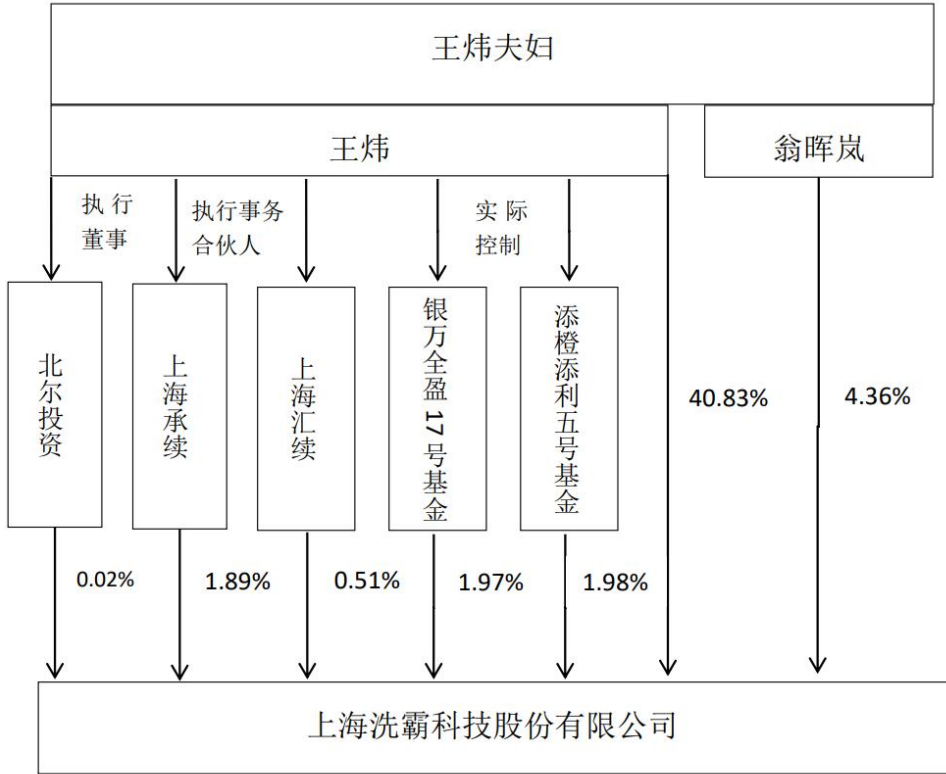 王炜夫妇
王炜
翁晖岚
执 行
董事
执行事务
合伙人
实 际
控制
北尔投资
上海承续
上海汇续
银万全盈17号基金
添橙添利五号基金
40.83%
4.36%
0.02%
1.89%
0.51%
1.97%
1.98%
上海洗霸科技股份有限公司